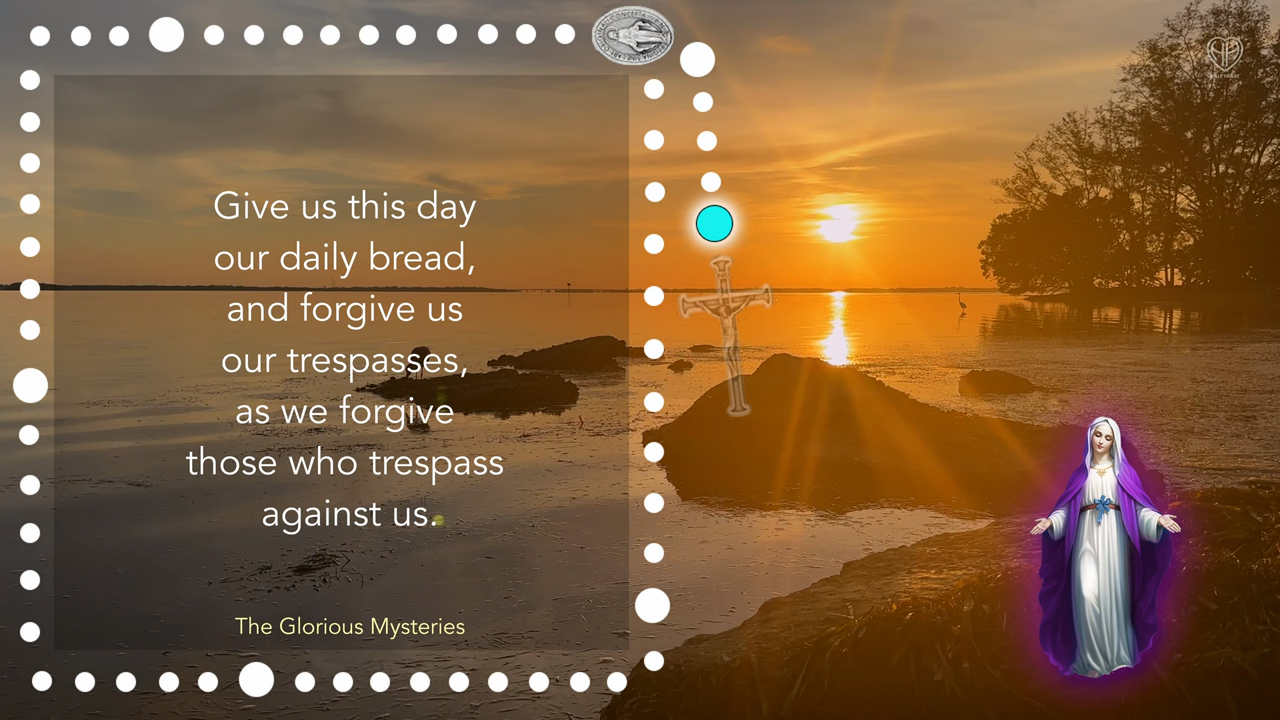 Give us this day
our daily bread,
and forgive us
our trespasses,
as we forgive
those who trespass
against us.
The Glorious Mysteries